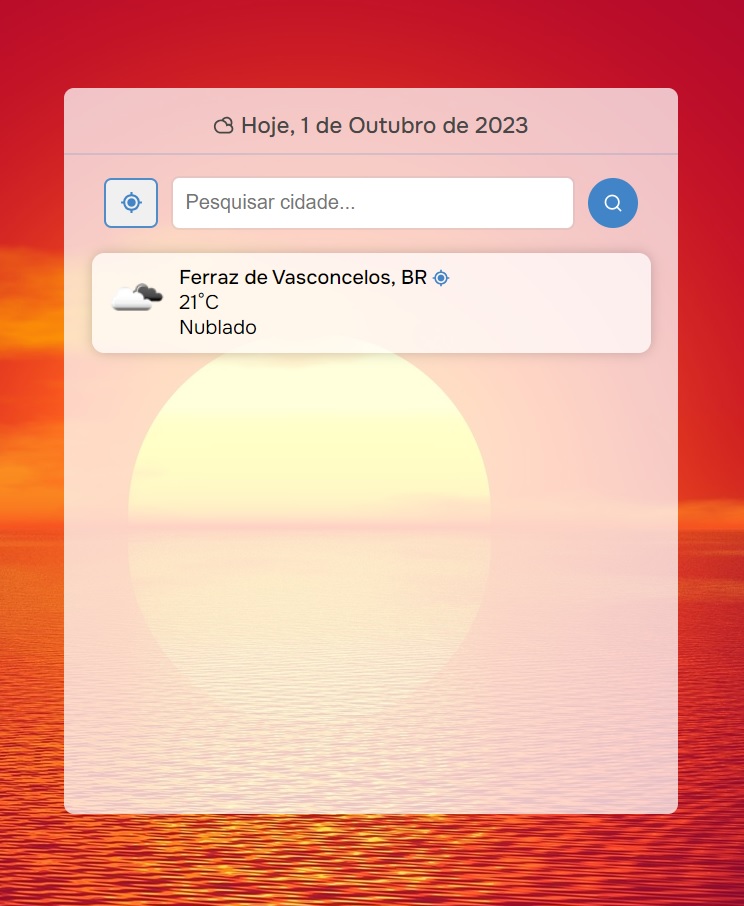 Hoje, 1 de Outubro de 2023
Pesquisar cidade...
Ferraz de Vasconcelos, BR
21°C
Nublado